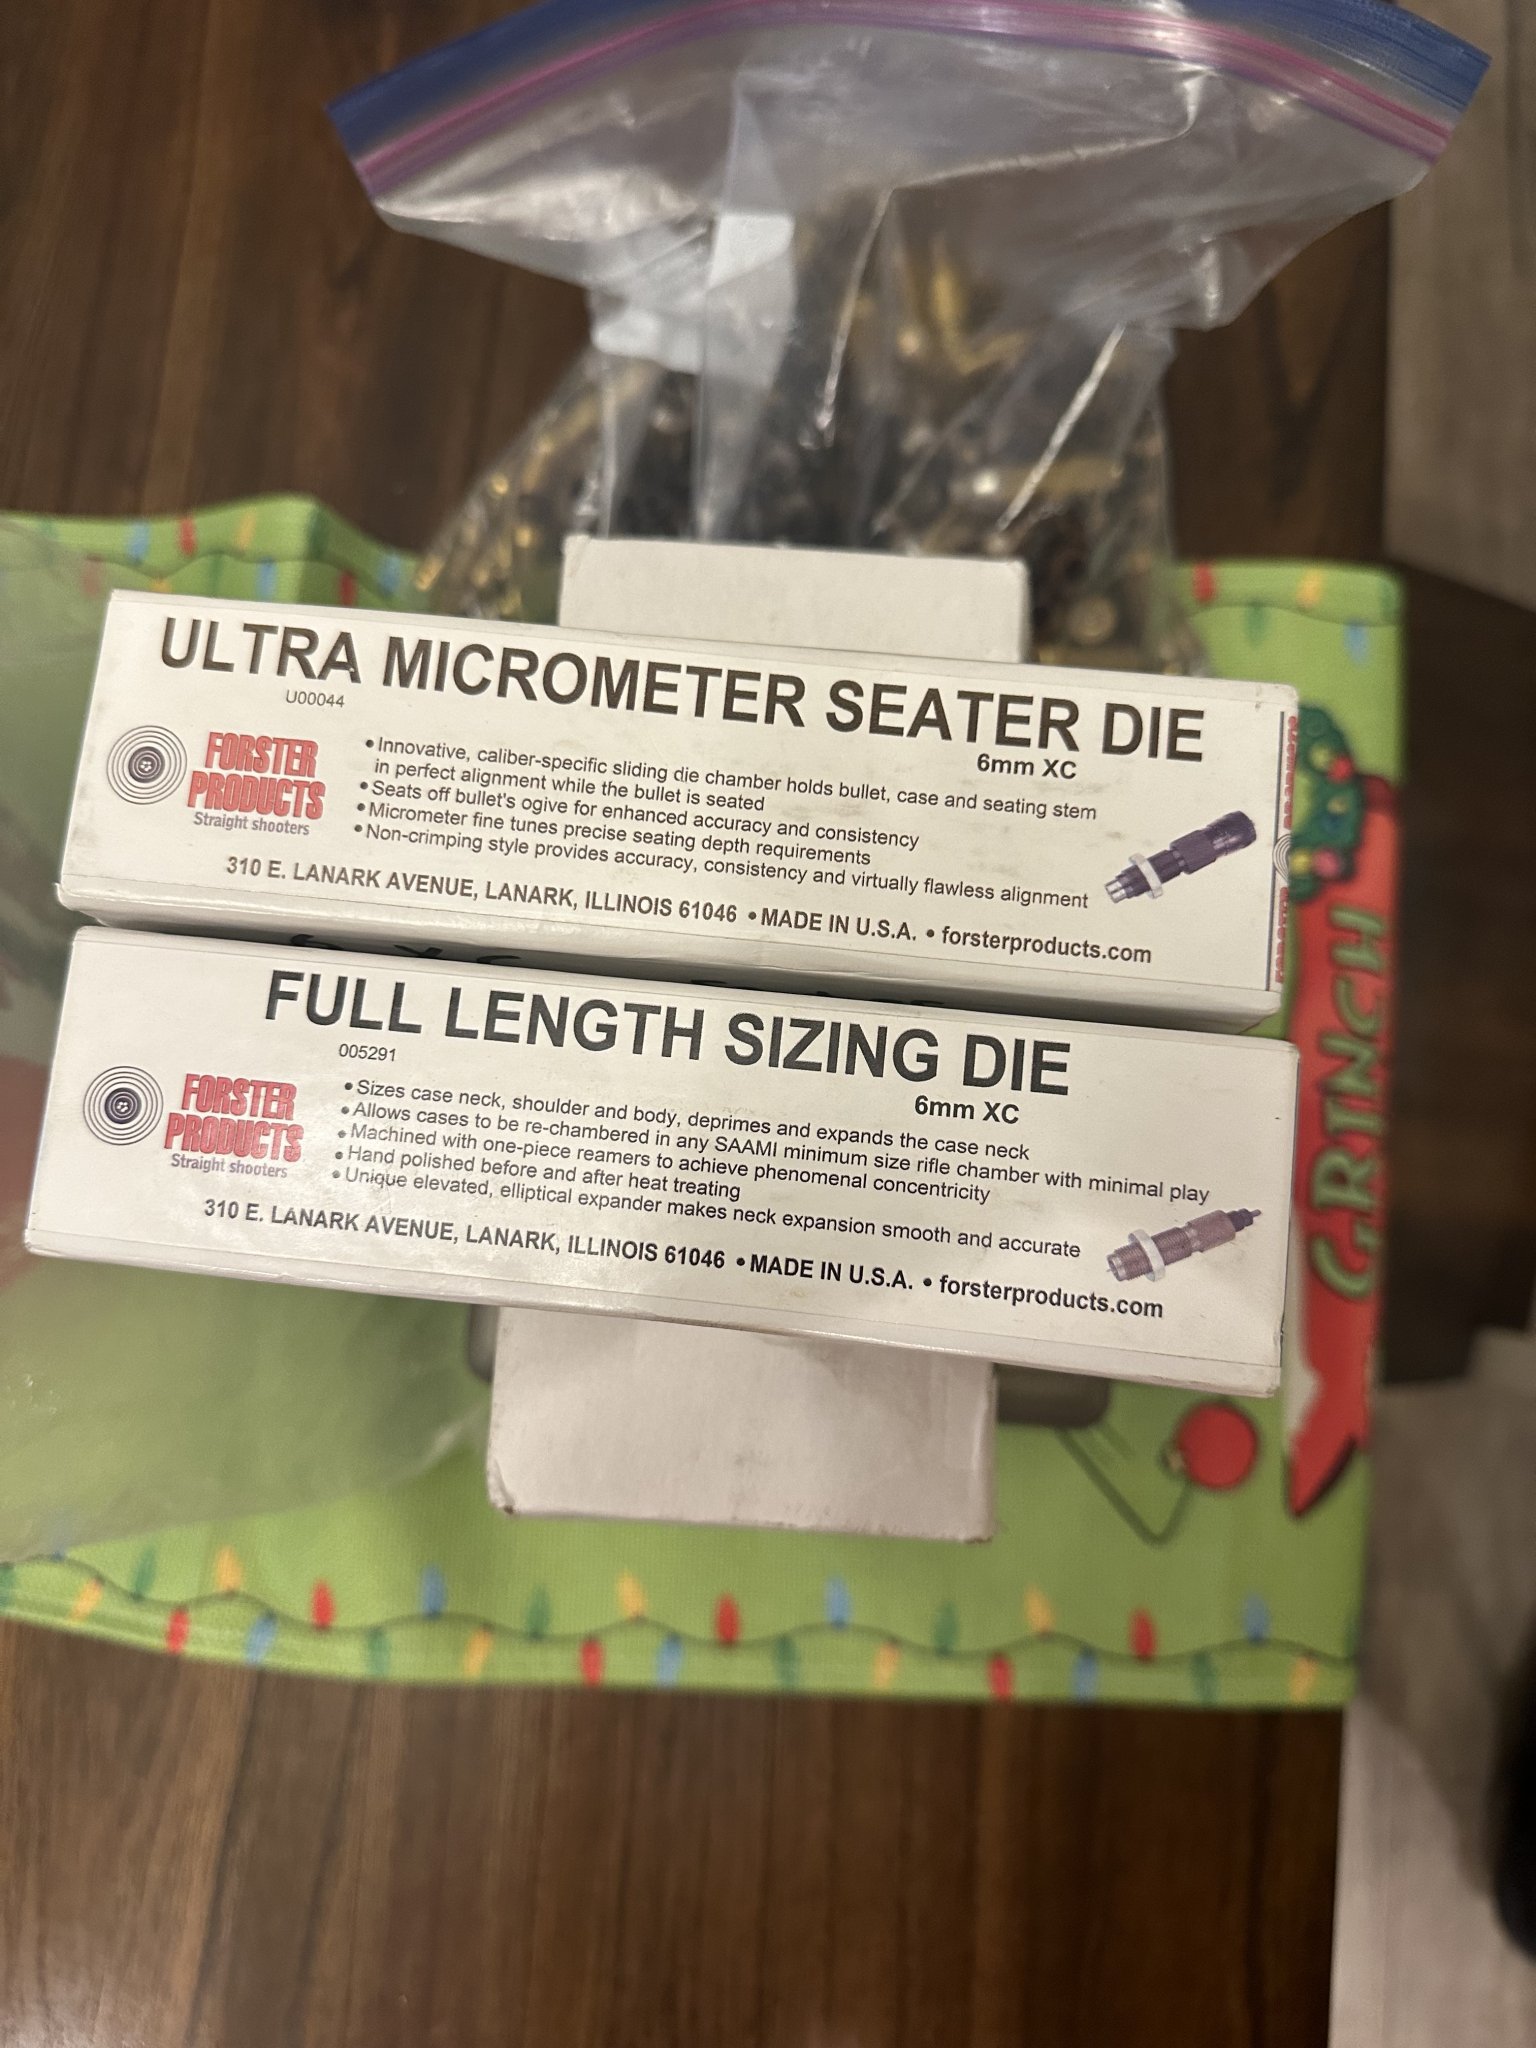 ULTRA MICROMETER SEATER DIE
U00044
6mm XC
FORSTER
PRODUCTS
Straight shooters
• Innovative, caliber-specific sliding die chamber holds bullet, case and seating stem
in perfect alignment while the bullet is seated
• Seats off bullet's ogive for enhanced accuracy and consistency
• Micrometer fine tunes precise seating depth requirements
• Non-crimping style provides accuracy, consistency and virtually flawless alignment
310 E. LANARK AVENUE, LANARK, ILLINOIS 61046 • MADE IN U.S.A. • forsterproducts.com
FULL LENGTH SIZING DIE
005291
6mm XC
FORSTER
PRODUCTS
Straight shooters
• Sizes case neck, shoulder and body, deprimes and expands the case neck
• Allows cases to be re-chambered in any SAAMI minimum size rifle chamber with minimal play
• Machined with one-piece reamers to achieve phenomenal concentricity
• Hand polished before and after heat treating
• Unique elevated, elliptical expander makes neck expansion smooth and accurate
310 E. LANARK AVENUE, LANARK, ILLINOIS 61046 • MADE IN U.S.A. • forsterproducts.com
GRINCH